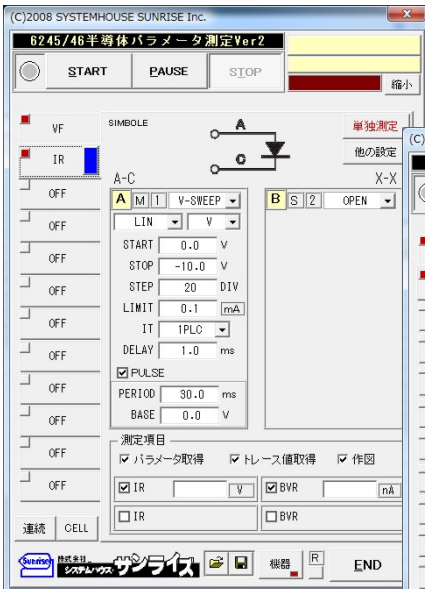 (C)2008 SYSTEMHOUSE SUNRISE Inc.
6245/46半導体パラメータ測定Ver2
START PAUSE STOP
縮小
VF
IR
OFF
OFF
OFF
OFF
OFF
OFF
OFF
OFF
OFF
OFF
連続 CELL
SIMBOLE
A
C
単独測定
他の設定
(C)
A-C X-X
A M 1 V-SWEEP
B S 2 OPEN
LIN V
START 0.0 V
STOP -10.0 V
STEP 20 DIV
LIMIT 0.1 mA
IT 1PLC
DELAY 1.0 ms
PULSE
PERIOD 30.0 ms
BASE 0.0 V
測定項目
パラメータ取得 トレース値取得 作図
IR V BVR nA
IR BVR
Sunrise 株式会社 システムハウス サンライズ 機器 R END